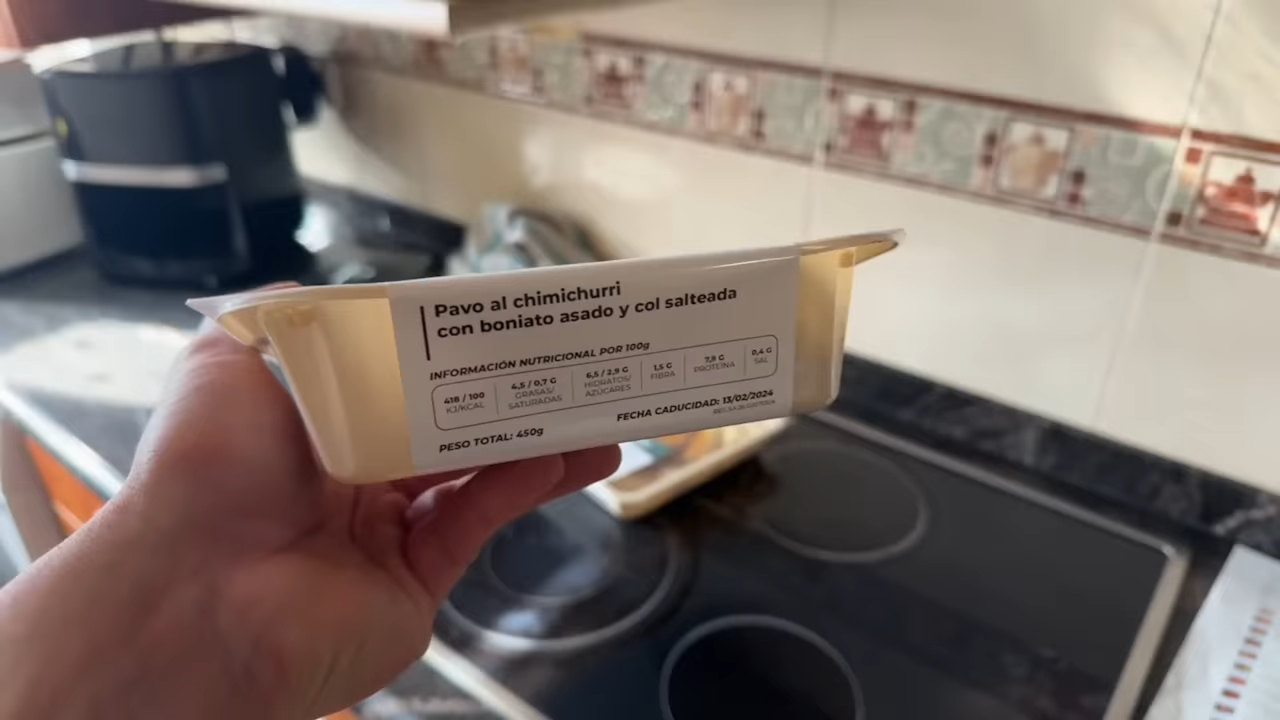 Pavo al chimichurri
con boniato asado y col salteada
INFORMACIÓN NUTRICIONAL POR 100g
418 / 100
KJ/KCAL
4,5 / 0,7 G
GRASAS/
SATURADAS
6,5 / 2,9 G
HIDRATOS/
AZÚCARES
1,5 G
FIBRA
7,9 G
PROTEÍNA
0,4 G
SAL
PESO TOTAL: 450g
FECHA CADUCIDAD: 13/02/2024